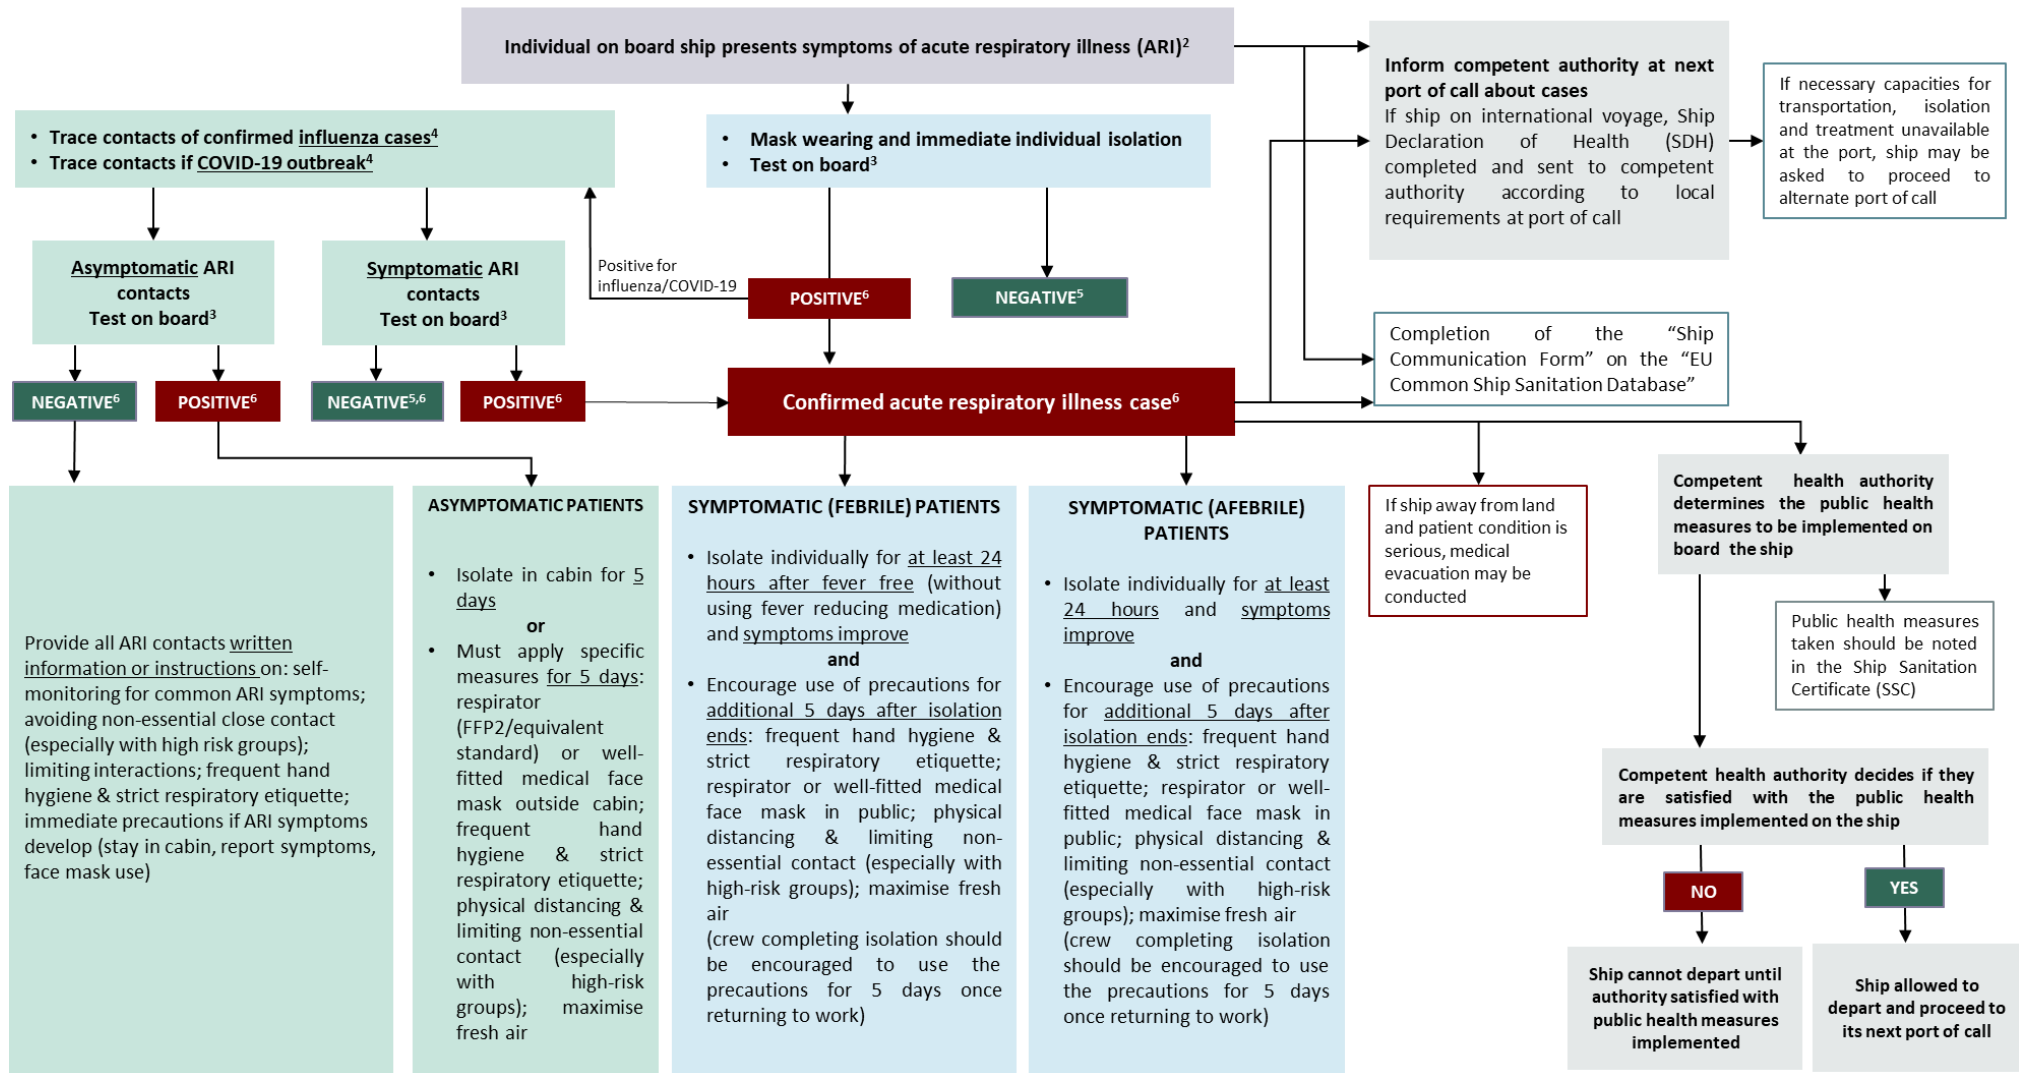 Individual on board ship presents symptoms of acute respiratory illness (ARI)²
Inform competent authority at next
port of call about cases
If ship on international voyage, Ship
Declaration of Health (SDH)
completed and sent to competent
authority according to local
requirements at port of call
If necessary capacities for
transportation, isolation
and treatment unavailable
at the port, ship may be
asked to proceed to
alternate port of call
• Trace contacts of confirmed influenza cases⁴
• Trace contacts if COVID-19 outbreak⁴
• Mask wearing and immediate individual isolation
• Test on board³
Asymptomatic ARI
contacts
Test on board³
Symptomatic ARI
contacts
Test on board³
Positive for
influenza/COVID-19
POSITIVE⁶
NEGATIVE⁵
Completion of the “Ship
Communication Form” on the “EU
Common Ship Sanitation Database”
NEGATIVE⁶
POSITIVE⁶
NEGATIVE⁵,⁶
POSITIVE⁶
Confirmed acute respiratory illness case⁶
Provide all ARI contacts written
information or instructions on: self-
monitoring for common ARI symptoms;
avoiding non-essential close contact
(especially with high risk groups);
limiting interactions; frequent hand
hygiene & strict respiratory etiquette;
immediate precautions if ARI symptoms
develop (stay in cabin, report symptoms,
face mask use)
ASYMPTOMATIC PATIENTS
• Isolate in cabin for 5
days
or
• Must apply specific
measures for 5 days:
respirator
(FFP2/equivalent
standard) or well-
fitted medical face
mask outside cabin;
frequent hand
hygiene & strict
respiratory etiquette;
physical distancing &
limiting non-essential
contact (especially
with high-risk
groups); maximise
fresh air
SYMPTOMATIC (FEBRILE) PATIENTS
• Isolate individually for at least 24
hours after fever free (without
using fever reducing medication)
and symptoms improve
and
• Encourage use of precautions for
additional 5 days after isolation
ends: frequent hand hygiene &
strict respiratory etiquette;
respirator or well-fitted medical
face mask in public; physical
distancing & limiting non-
essential contact (especially with
high-risk groups); maximise fresh
air
(crew completing isolation should
be encouraged to use the
precautions for 5 days once
returning to work)
SYMPTOMATIC (AFEBRILE)
PATIENTS
• Isolate individually for at least
24 hours and symptoms
improve
and
• Encourage use of precautions
for additional 5 days after
isolation ends: frequent hand
hygiene & strict respiratory
etiquette; respirator or well-
fitted medical face mask in
public; physical distancing &
limiting non-essential contact
(especially with high-risk
groups); maximise fresh air
(crew completing isolation
should be encouraged to use
the precautions for 5 days
once returning to work)
If ship away from land
and patient condition is
serious, medical
evacuation may be
conducted
Competent health authority
determines the public health
measures to be implemented on
board the ship
Public health measures
taken should be noted
in the Ship Sanitation
Certificate (SSC)
Competent health authority decides if they
are satisfied with the public health
measures implemented on the ship
NO
YES
Ship cannot depart until
authority satisfied with
public health measures
implemented
Ship allowed to
depart and proceed to
its next port of call